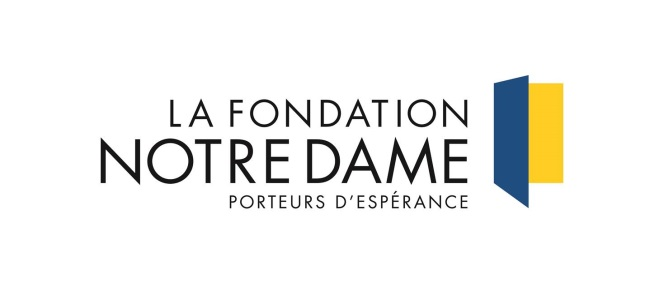 LA FONDATION
NOTRE DAME
PORTEURS D'ESPÉRANCE